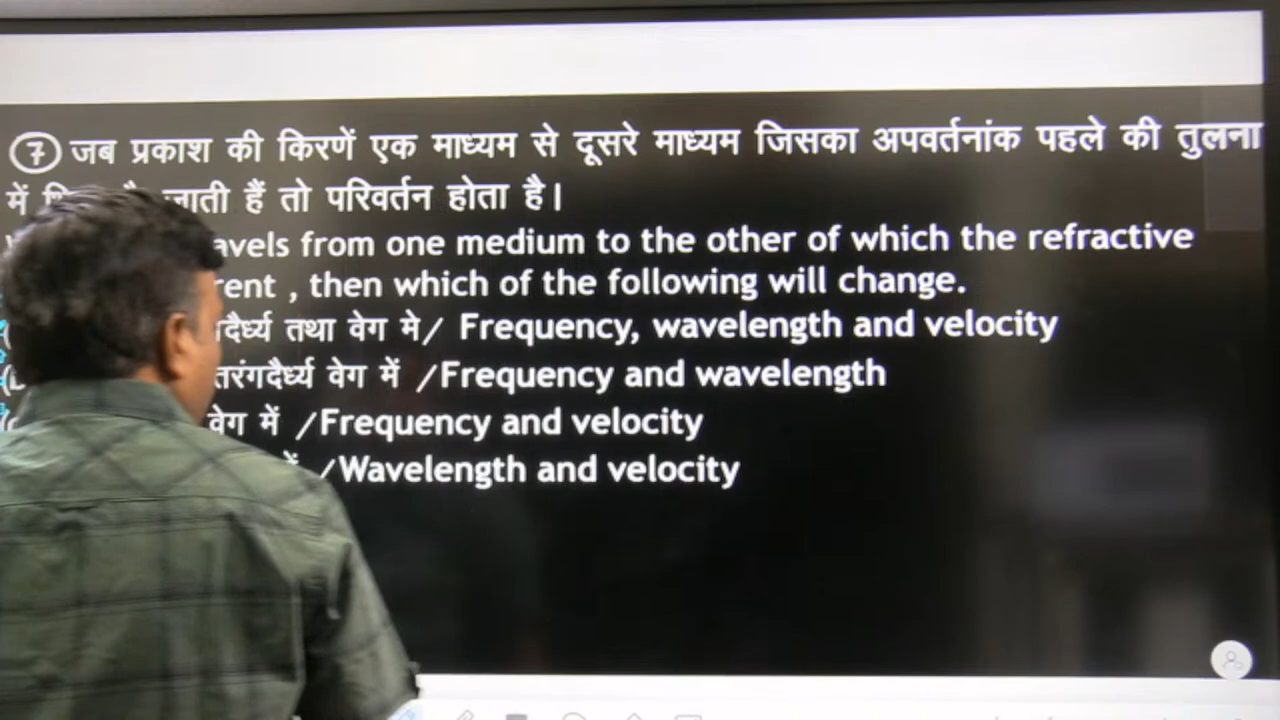 7 जब प्रकाश की किरणें एक माध्यम से दूसरे माध्यम जिसका अपवर्तनांक पहले की तुलना
में जाती हैं तो परिवर्तन होता है।
from one medium to the other of which the refractive
, then which of the following will change.
तथा वेग मे/ Frequency, wavelength and velocity
तरंगदैर्ध्य वेग में /Frequency and wavelength
वेग में /Frequency and velocity
/Wavelength and velocity